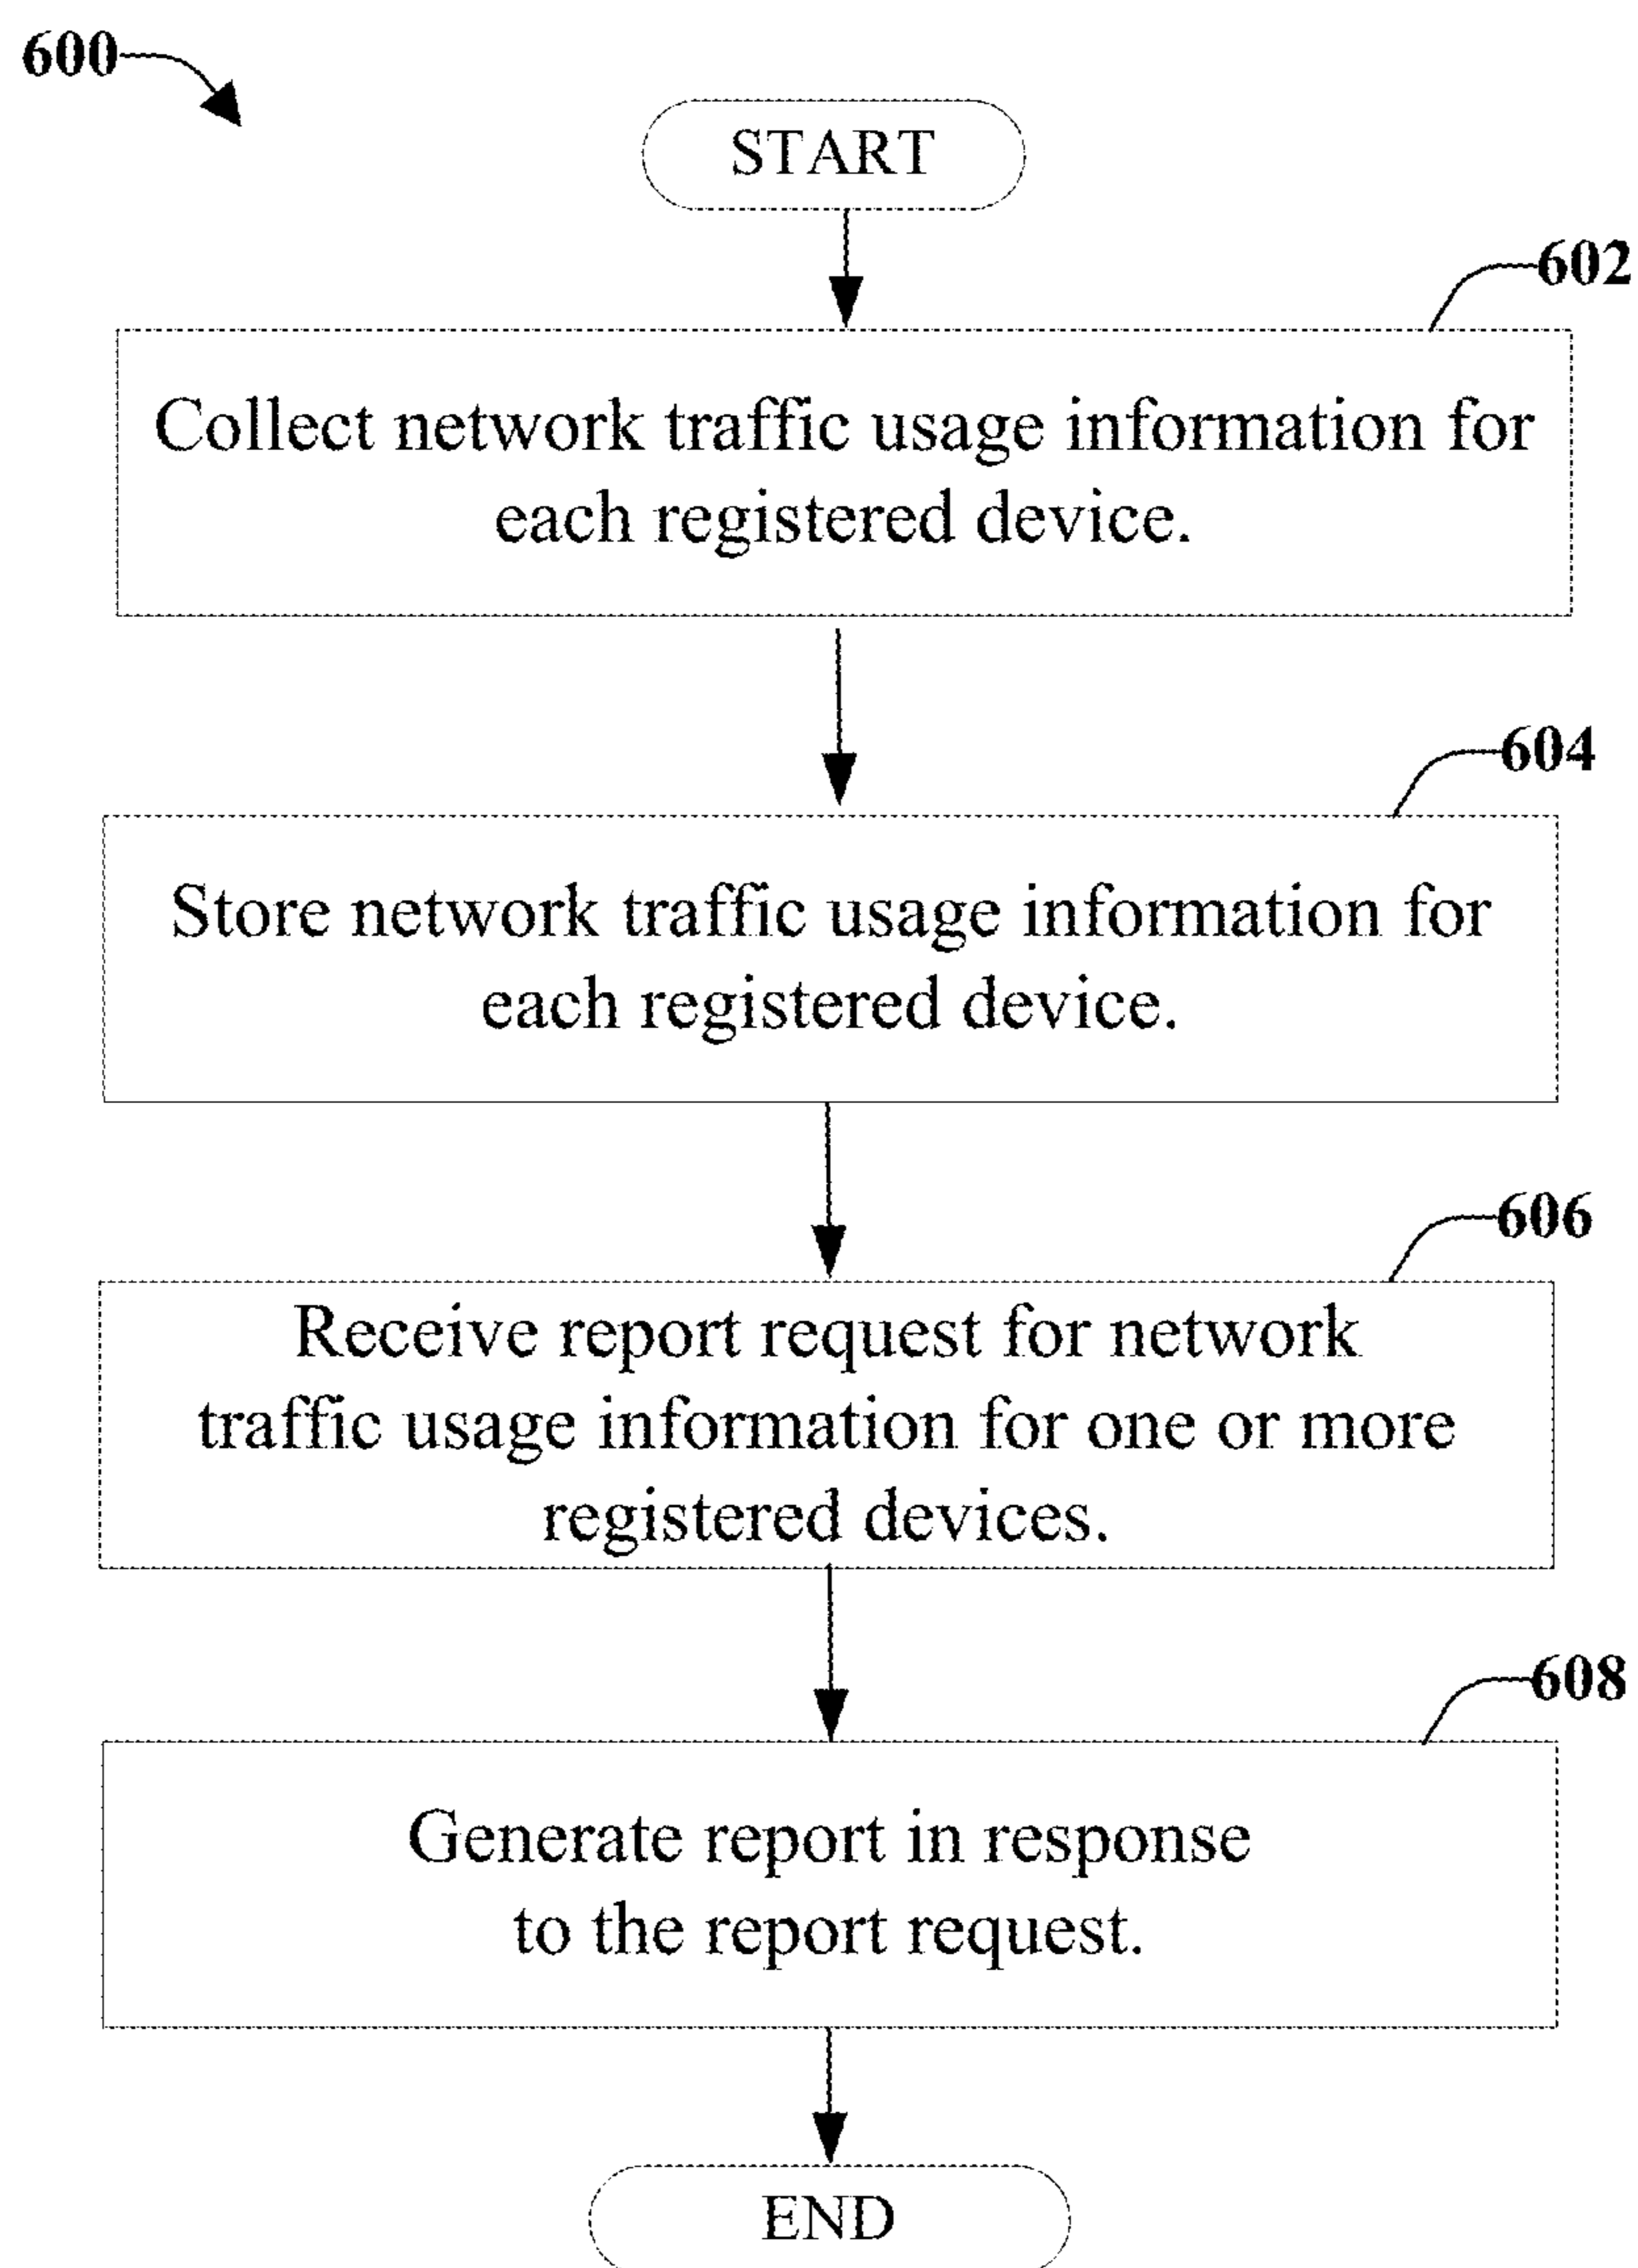 600
START
602
Collect network traffic usage information for
each registered device.
604
Store network traffic usage information for
each registered device.
606
Receive report request for network
traffic usage information for one or more
registered devices.
608
Generate report in response
to the report request.
END